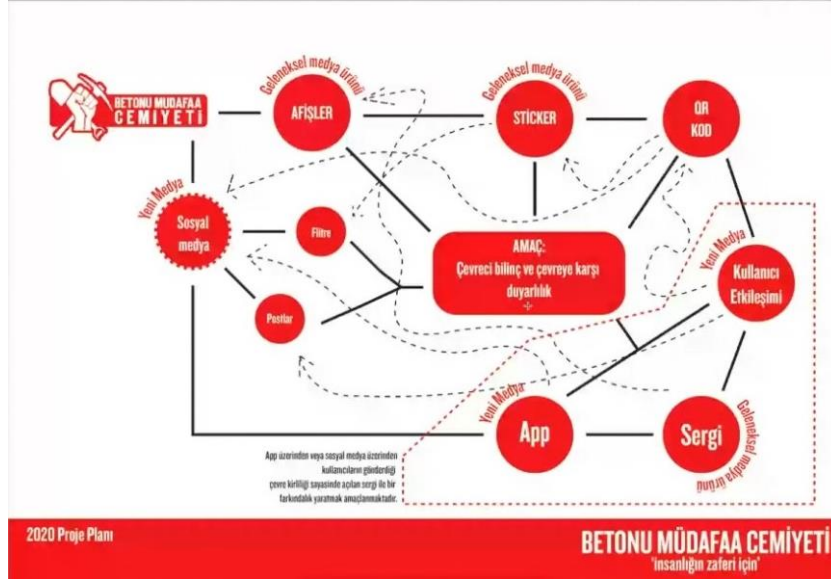 BETONU MUDAFAA
CEMİYETİ
Geleneksel medya ürünü
AFİŞLER
Geleneksel medya ürünü
STİCKER
QR
KOD
Yeni Medya
Sosyal
medya
Filtre
Postlar
AMAÇ:
Çevreci bilinç ve çevreye karşı
duyarlılık
Yeni Medya
Kullanıcı
Etkileşimi
Yeni Medya
App
Sergi
Geleneksel medya ürünü
App üzerinden veya sosyal medya üzerinden
kullanıcıların gönderdiği
çevre kirliliği sayasinde açılan sergi ile bir
farkındalık yaratmak amaçlanmaktadır.
2020 Proje Planı
BETONU MÜDAFAA CEMİYETİ
'insanlığın zaferi için'